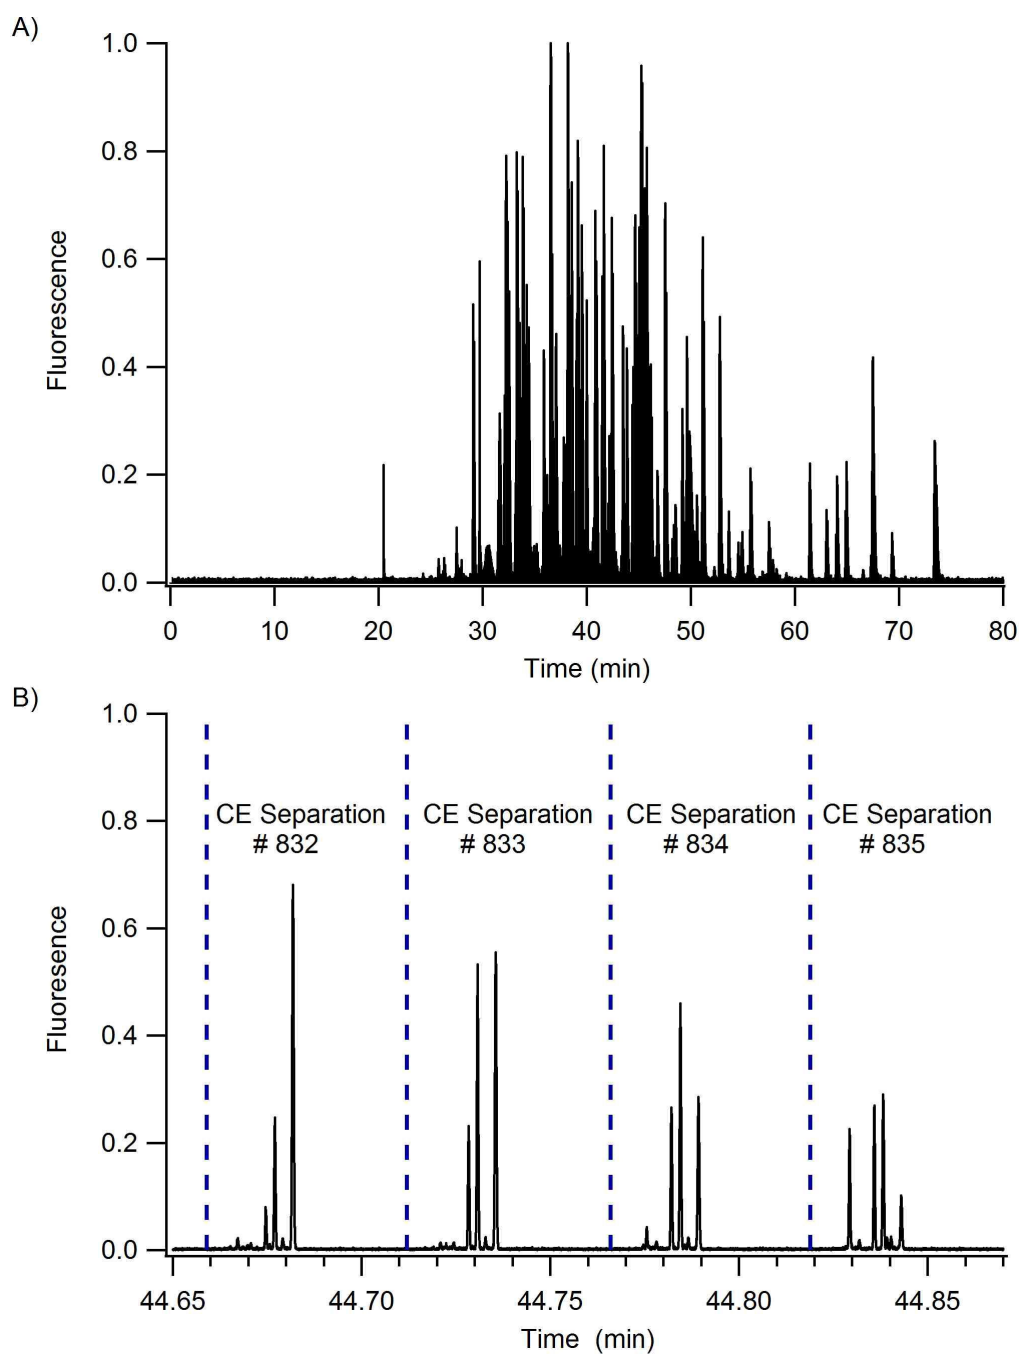 A)
1.0
0.8
0.6
0.4
0.2
0.0
Fluorescence
0 10 20 30 40 50 60 70 80
Time (min)
B)
1.0
0.8
0.6
0.4
0.2
0.0
Fluoresence
CE Separation
# 832
CE Separation
# 833
CE Separation
# 834
CE Separation
# 835
44.65 44.70 44.75 44.80 44.85
Time (min)